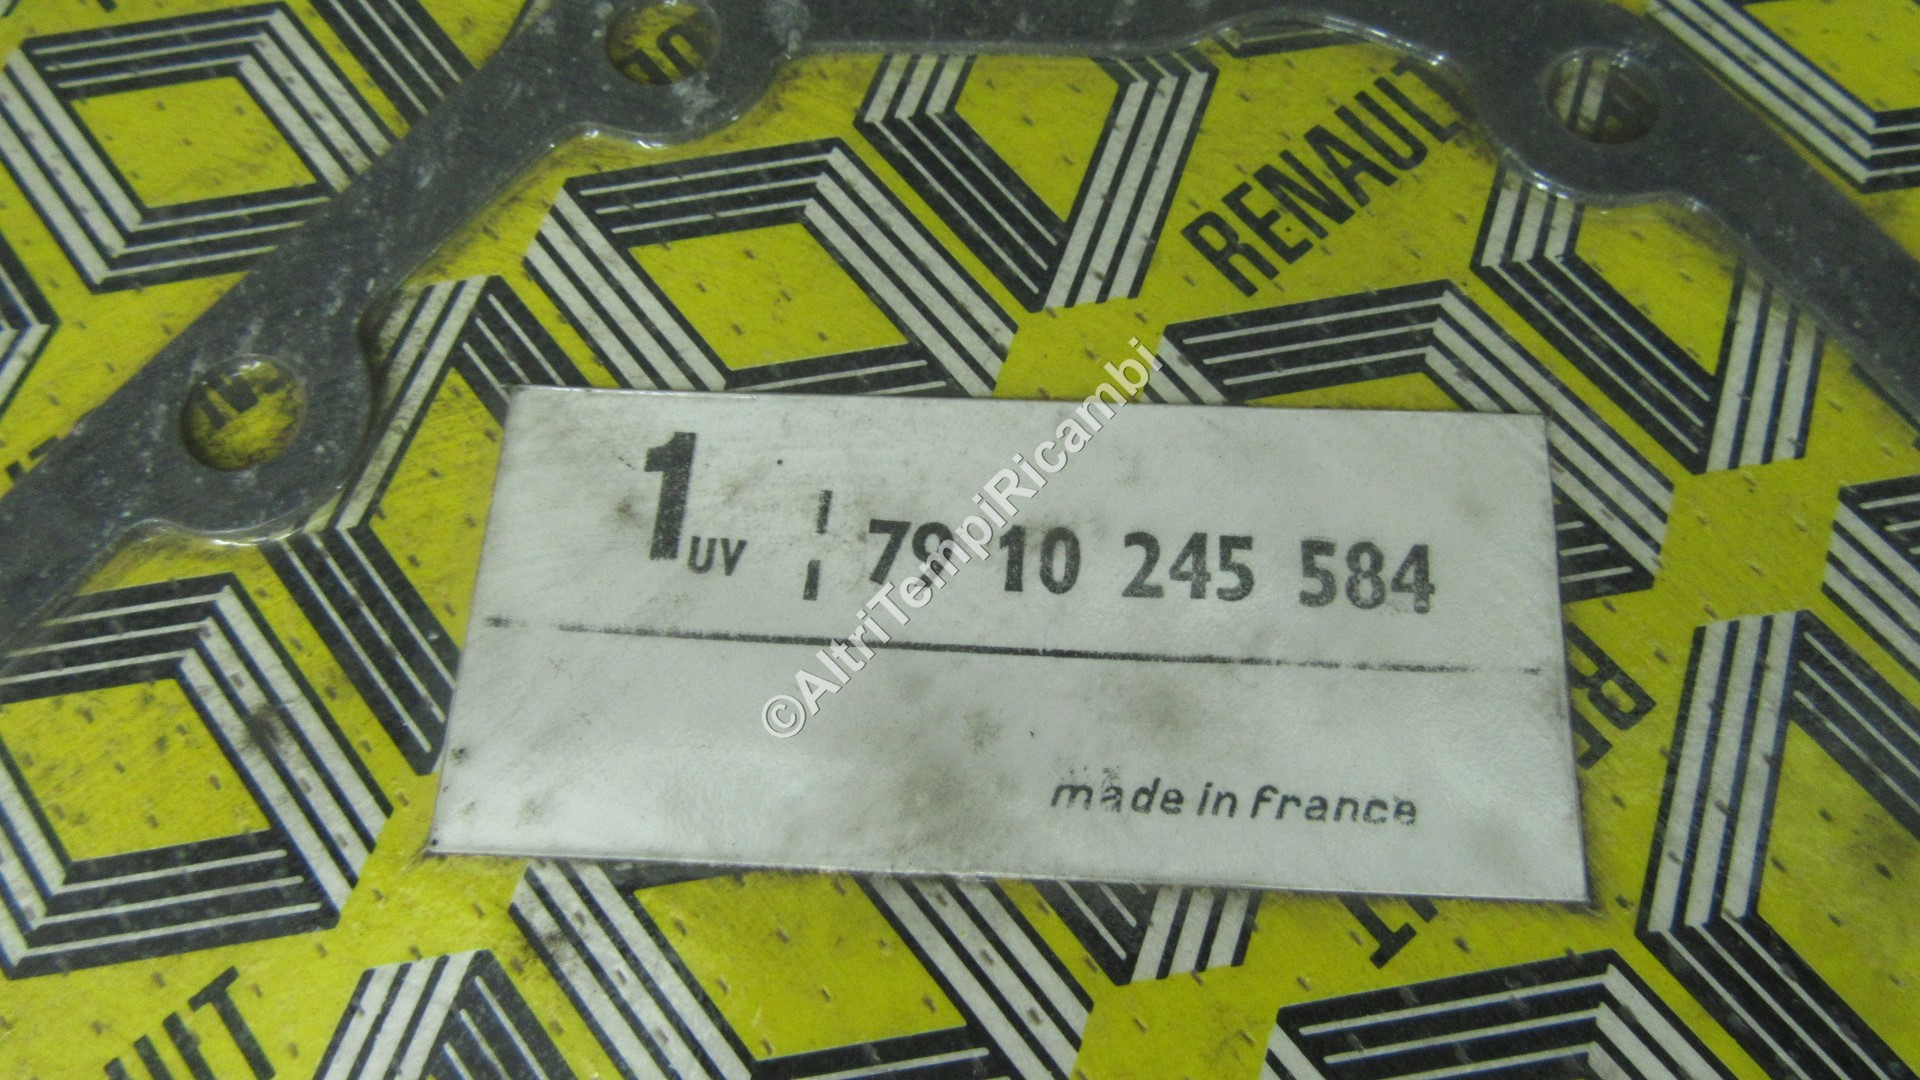 RENAULT
1 UV 79 10 245 584
made in france
©AltriTempiRicambi